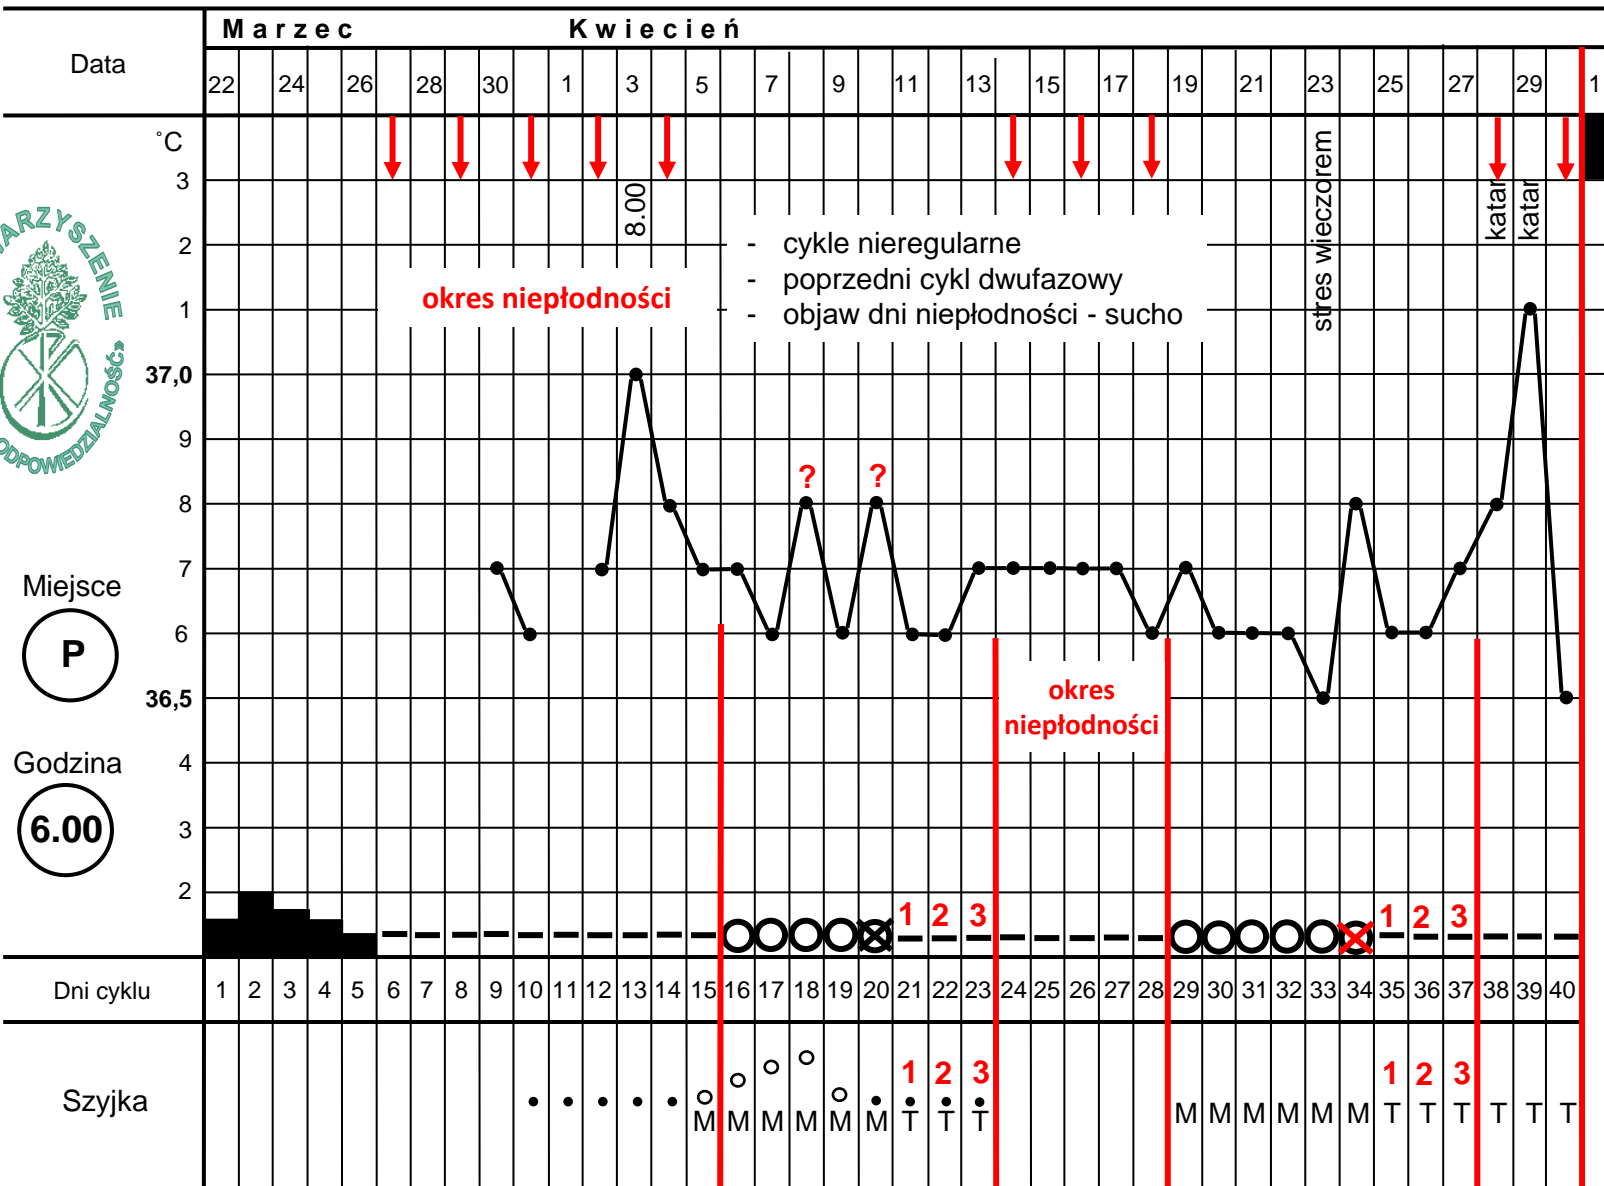 Marzec Kwiecień
Data
22 24 26 28 30 1 3 5 7 9 11 13 15 17 19 21 23 25 27 29 1
°C
3
2
1
37,0
9
8
7
6
36,5
4
3
2
8.00
stres wieczorem
katar
katar
- cykle nieregularne
- poprzedni cykl dwufazowy
- objaw dni niepłodności - sucho
okres niepłodności
? ?
ODPOWIEDZIALNOŚĆ»
Miejsce
P
okres
niepłodności
Godzina
6.00
1 2 3 1 2 3
Dni cyklu 1 2 3 4 5 6 7 8 9 10 11 12 13 14 15 16 17 18 19 20 21 22 23 24 25 26 27 28 29 30 31 32 33 34 35 36 37 38 39 40
1 2 3 1 2 3
Szyjka
M M M M M M T T T M M M M M M T T T T T T